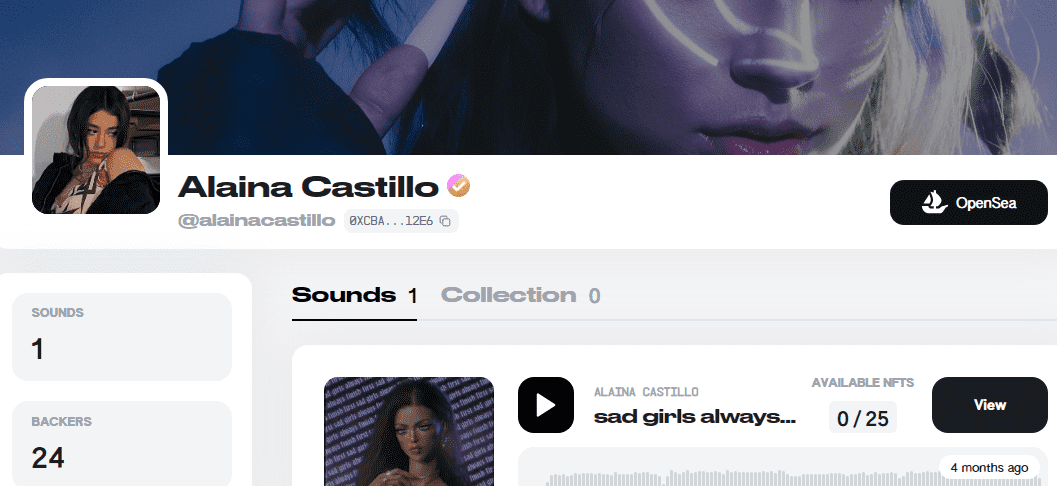 Alaina Castillo
@alainacastillo 0XCBA...12E6
OpenSea
SOUNDS
1
BACKERS
24
Sounds 1 Collection 0
ALAINA CASTILLO
sad girls always...
AVAILABLE NFTS
0 / 25
View
4 months ago